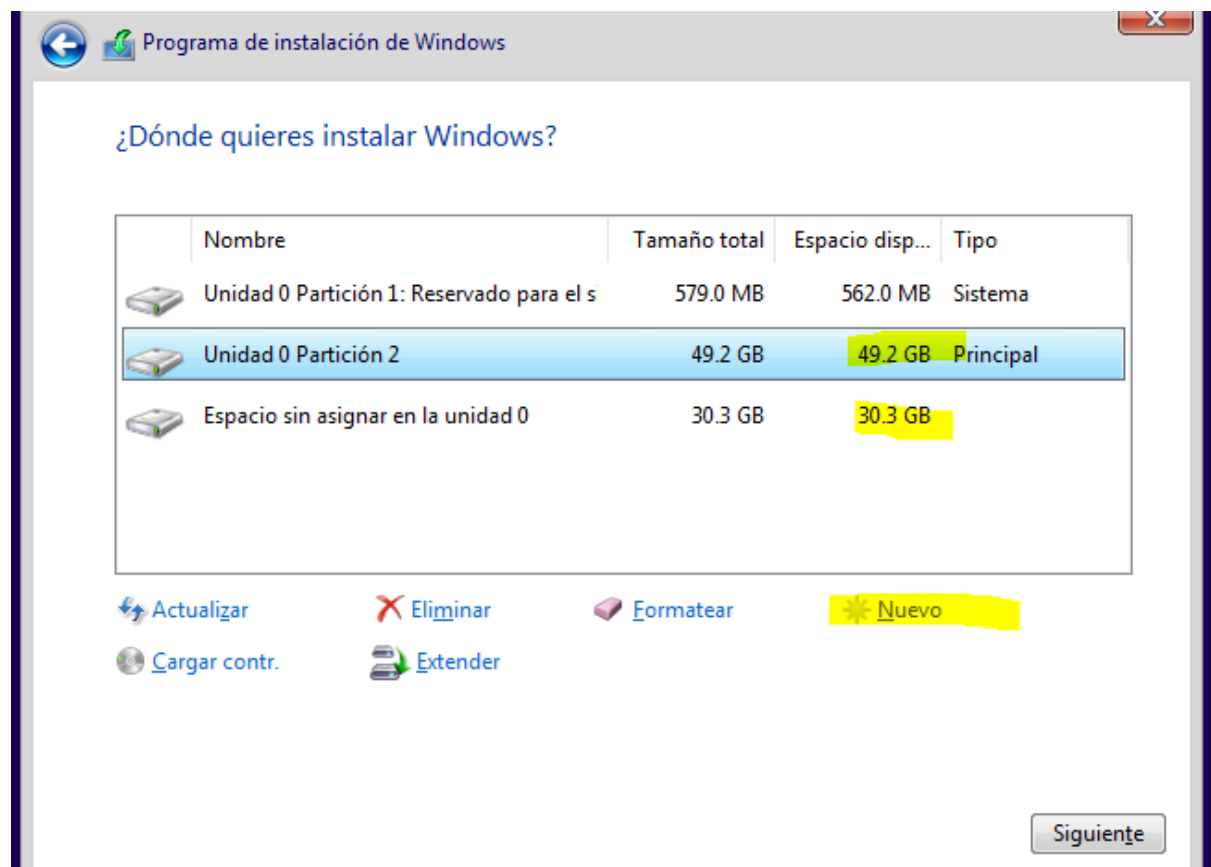 Programa de instalación de Windows
¿Dónde quieres instalar Windows?
Nombre Tamaño total Espacio disp... Tipo
Unidad 0 Partición 1: Reservado para el s 579.0 MB 562.0 MB Sistema
Unidad 0 Partición 2 49.2 GB 49.2 GB Principal
Espacio sin asignar en la unidad 0 30.3 GB 30.3 GB
Actualizar Eliminar Formatear Nuevo
Cargar contr. Extender
Siguiente